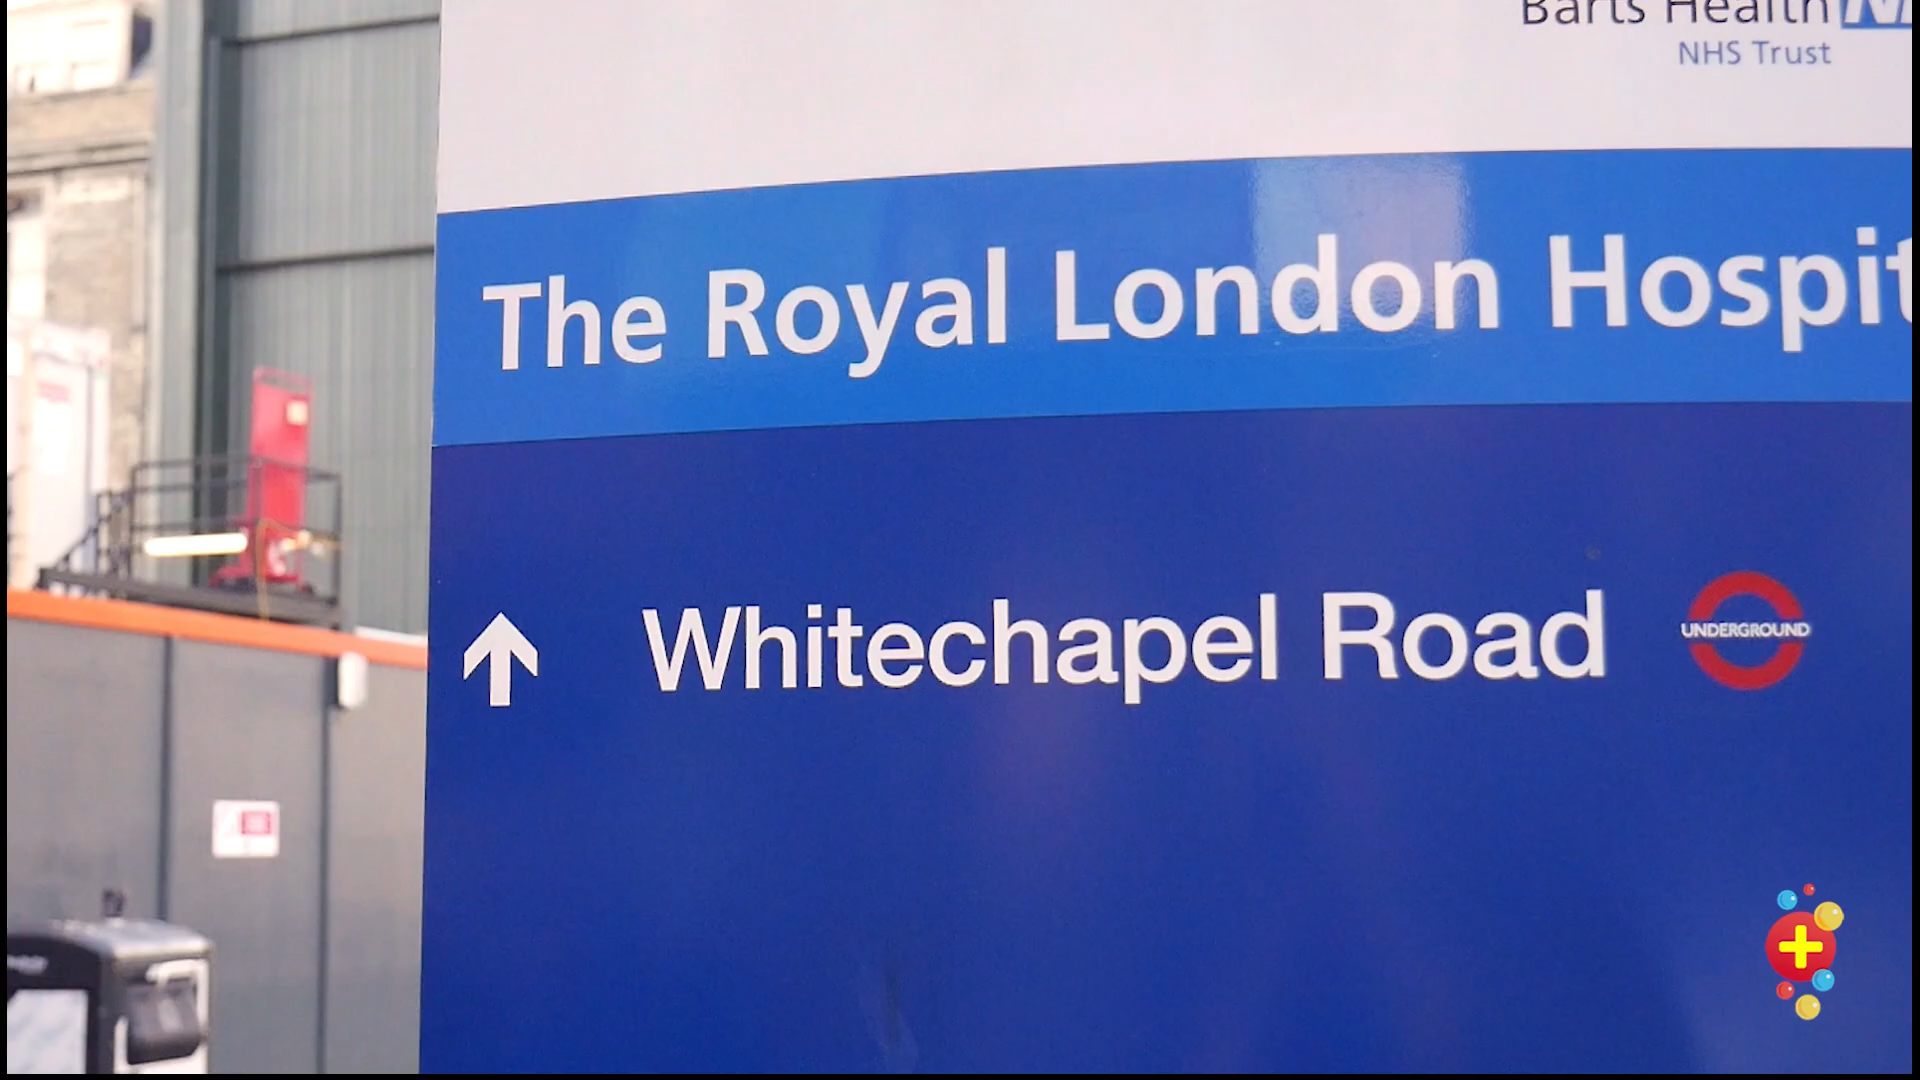 Barts Health
NHS Trust
The Royal London Hospit
Whitechapel Road
UNDERGROUND